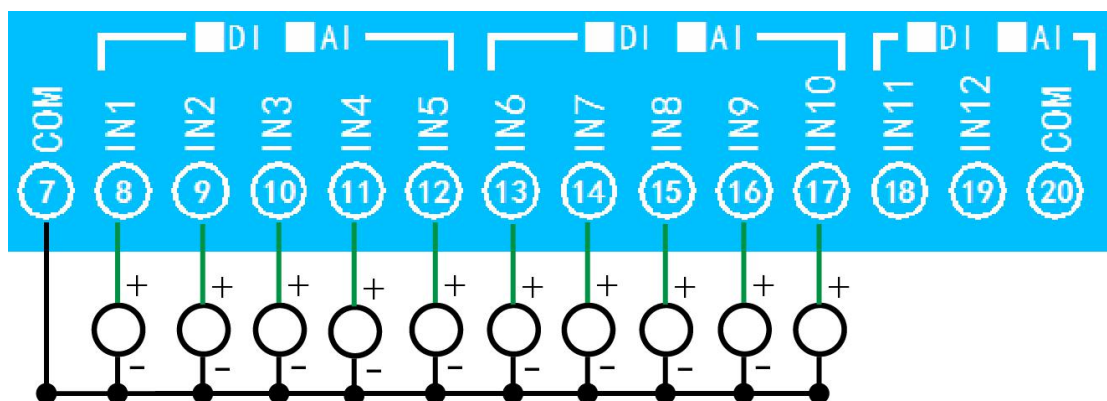 DI AI DI AI DI AI
COM IN1 IN2 IN3 IN4 IN5 IN6 IN7 IN8 IN9 IN10 IN11 IN12 COM
7 8 9 10 11 12 13 14 15 16 17 18 19 20
+ + + + + + + + + +
- - - - - - - - -